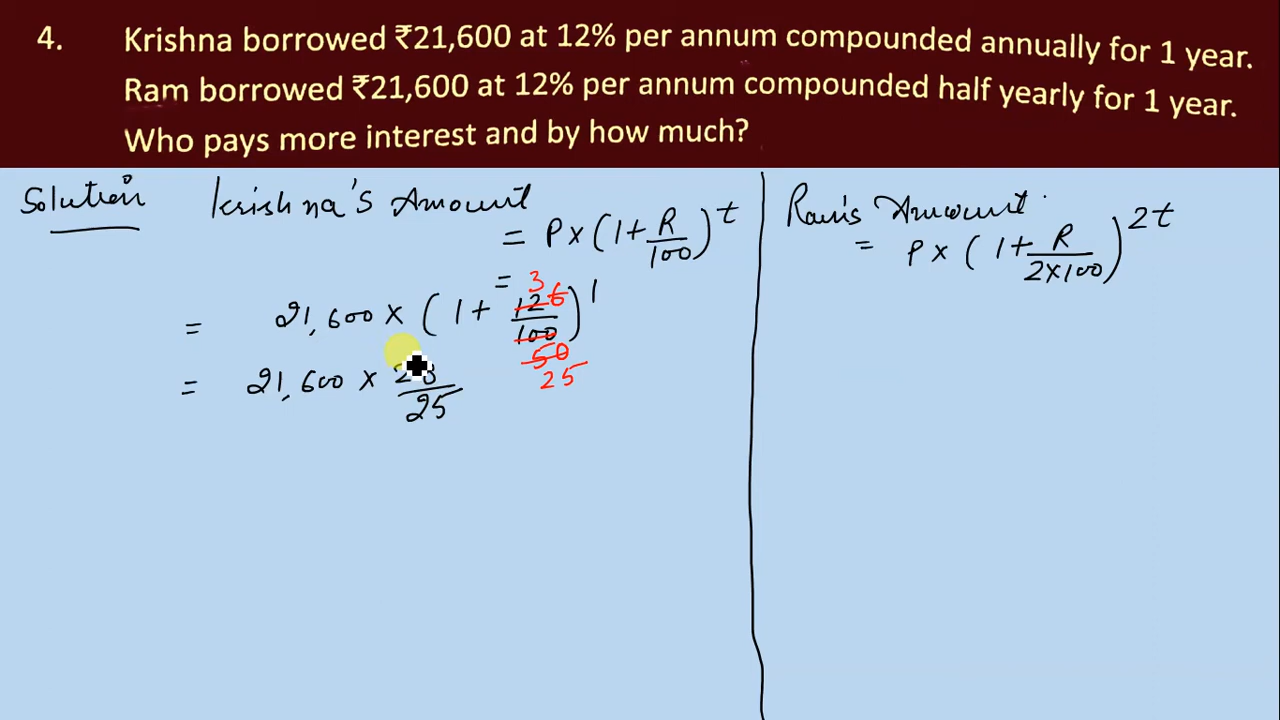 4. Krishna borrowed ₹21,600 at 12% per annum compounded annually for 1 year.
Ram borrowed ₹21,600 at 12% per annum compounded half yearly for 1 year.
Who pays more interest and by how much?
Solution Krishna's Amount
= P × (1 + R/100)^t
=
= 21,600 × (1 + 12/100)^1
3 6
50
25
= 21,600 × 28/25
Ram's Amount
= P × (1 + R/(2×100))^2t